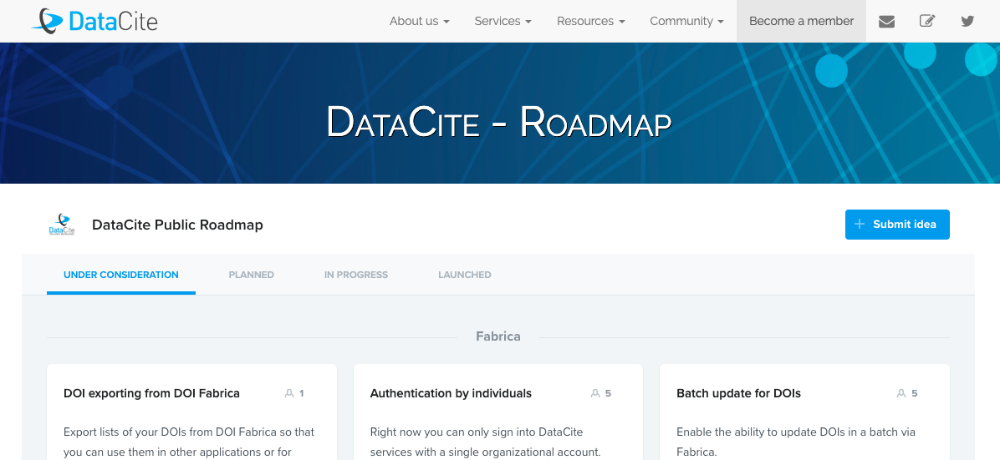 DataCite
About us
Services
Resources
Community
Become a member
DataCite - Roadmap
DataCite
DataCite Public Roadmap
+ Submit idea
UNDER CONSIDERATION
PLANNED
IN PROGRESS
LAUNCHED
Fabrica
DOI exporting from DOI Fabrica 1
Export lists of your DOIs from DOI Fabrica so that
you can use them in other applications or for
Authentication by individuals 5
Right now you can only sign into DataCite
services with a single organizational account.
Batch update for DOIs 5
Enable the ability to update DOIs in a batch via
Fabrica.